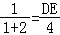 1/(1+2) = DE/4